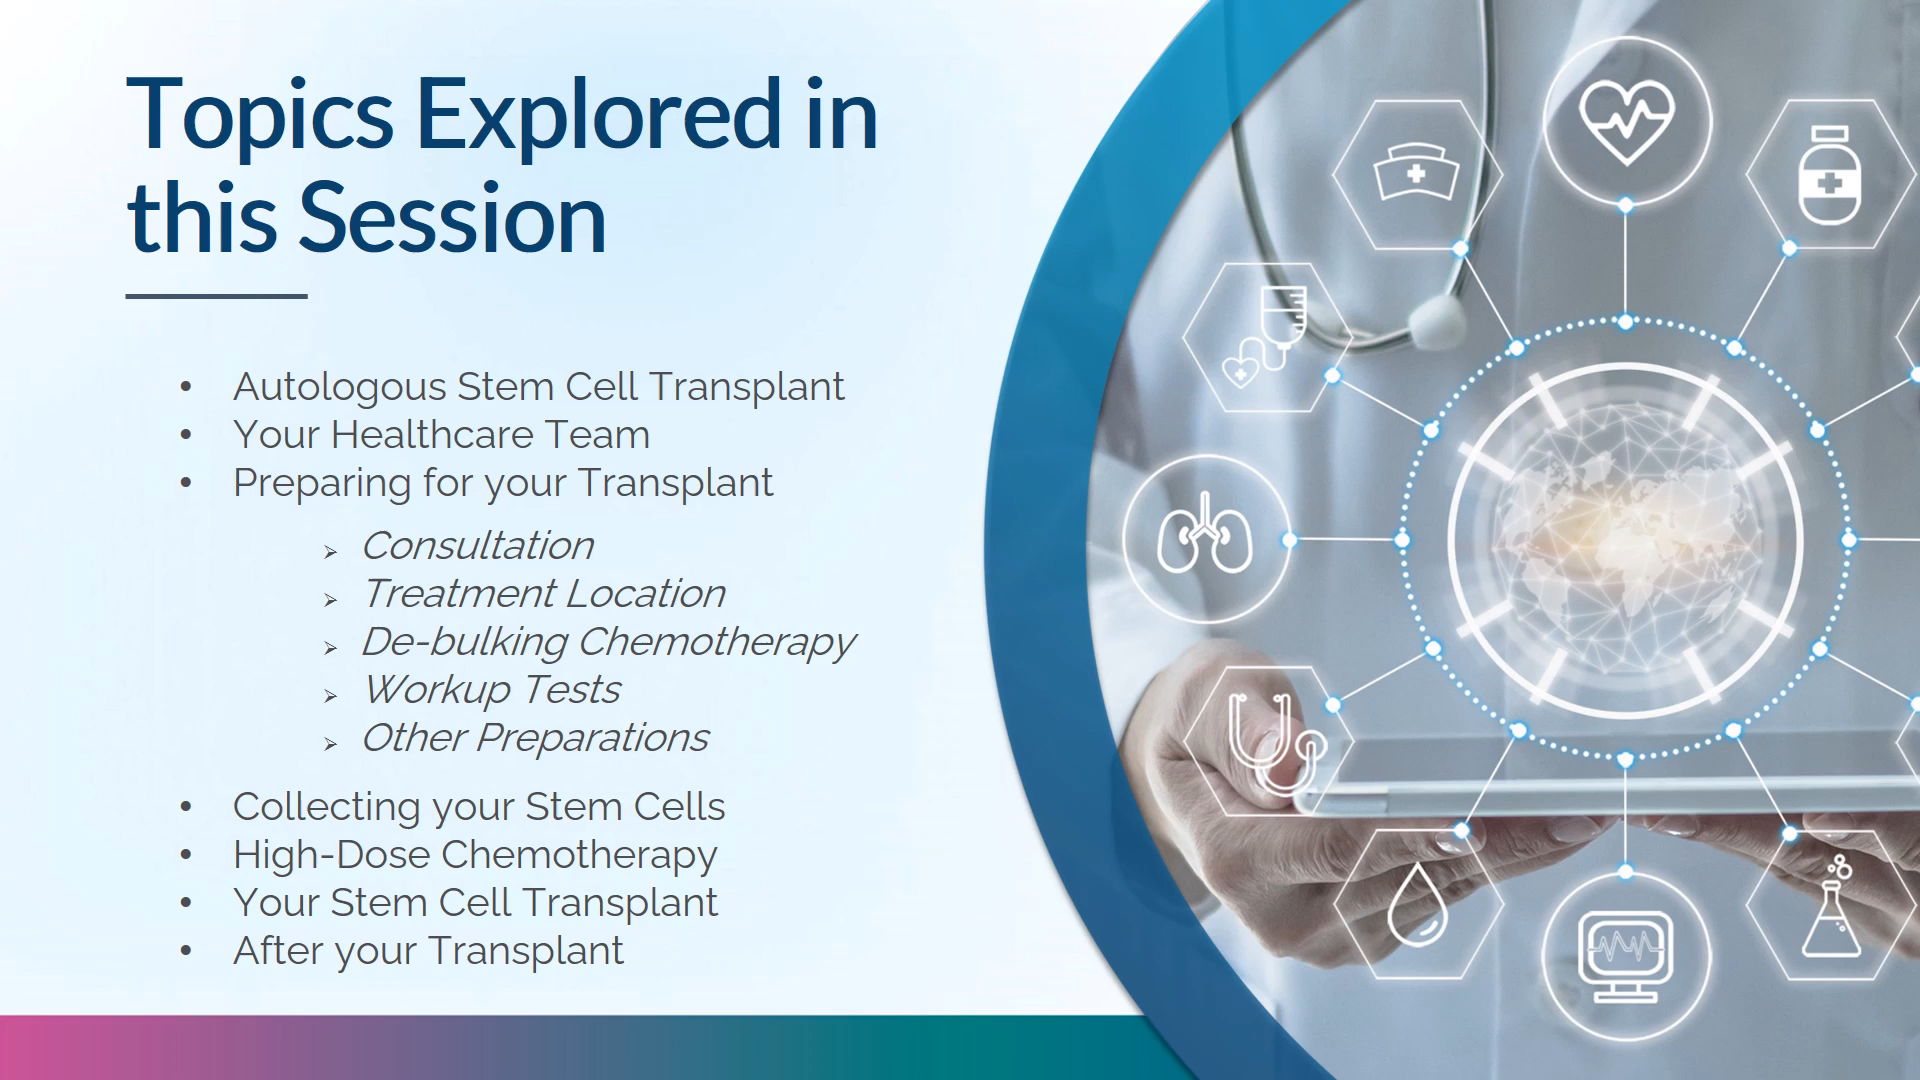 Topics Explored in
this Session
• Autologous Stem Cell Transplant
• Your Healthcare Team
• Preparing for your Transplant
➢ Consultation
➢ Treatment Location
➢ De-bulking Chemotherapy
➢ Workup Tests
➢ Other Preparations
• Collecting your Stem Cells
• High-Dose Chemotherapy
• Your Stem Cell Transplant
• After your Transplant